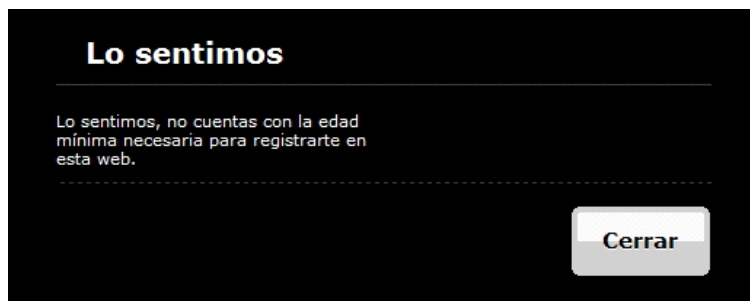 Lo sentimos
Lo sentimos, no cuentas con la edad
mínima necesaria para registrarte en
esta web.
Cerrar